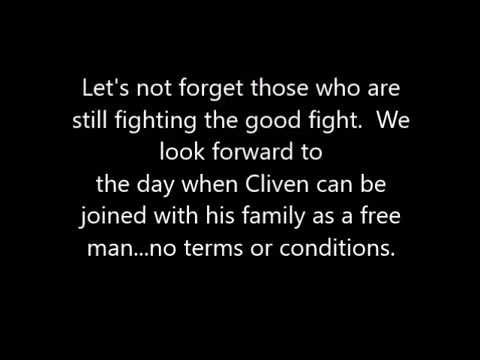 Let's not forget those who are
still fighting the good fight.  We
look forward to
the day when Cliven can be
joined with his family as a free
man...no terms or conditions.